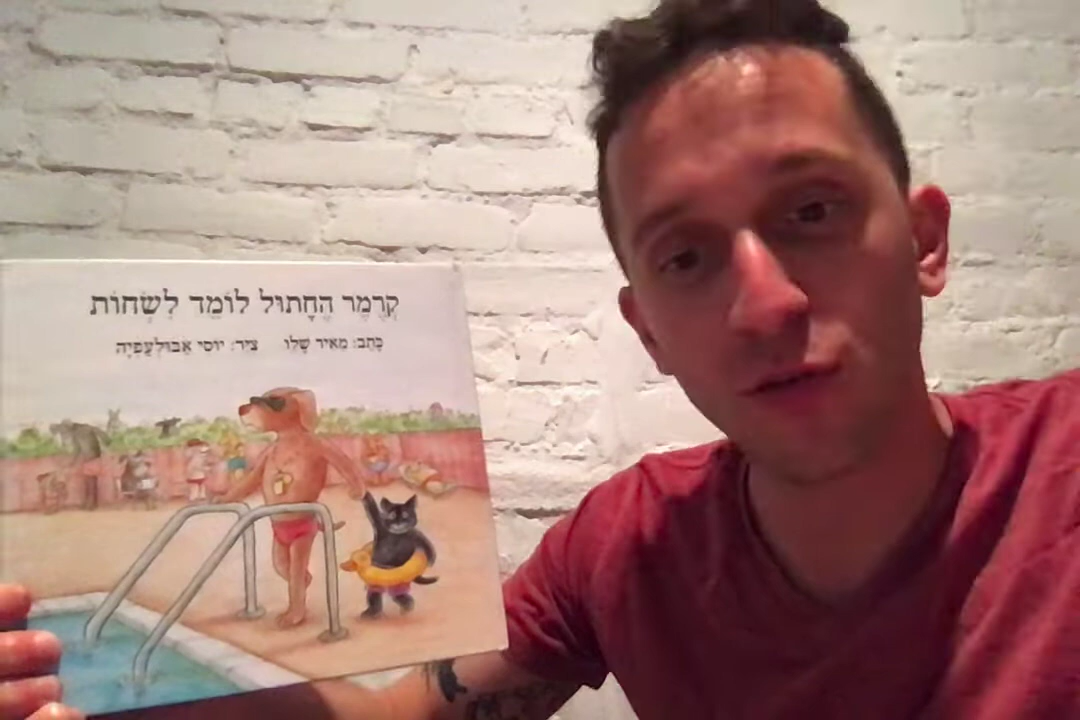 קְרֶמֶר הֶחָתוּל לוֹמֵד לִשְׂחוֹת
כָּתַב: מֵאִיר שָׁלֵו צִיֵּר: יוֹסִי אַבּוּלְעַפְיָה